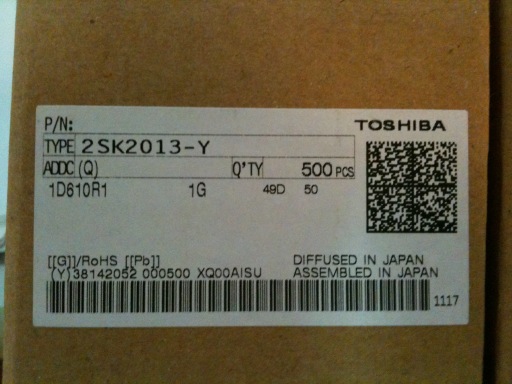 P/N:
TOSHIBA
TYPE 2SK2013-Y
ADDC (Q) Q'TY 500 PCS
1D610R1 1G 49D 50
[[G]]/RoHS [[Pb]] DIFFUSED IN JAPAN
(Y)38142052 000500 XQ00AISU ASSEMBLED IN JAPAN
1117